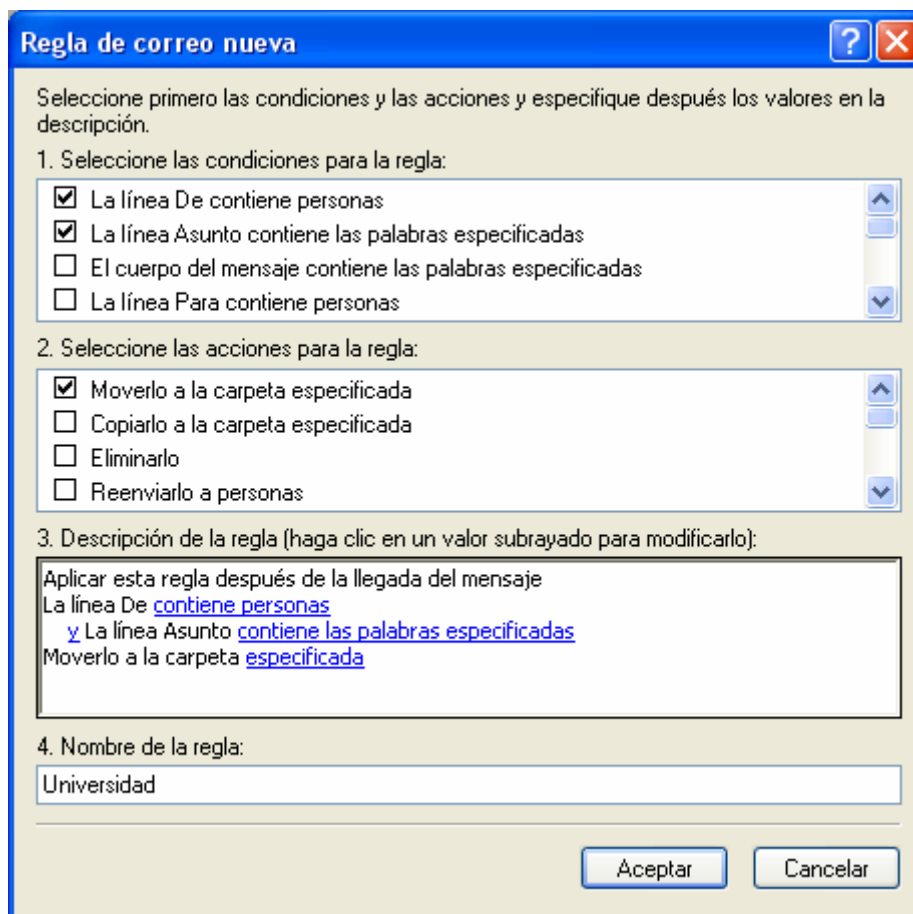 Regla de correo nueva
Seleccione primero las condiciones y las acciones y especifique después los valores en la
descripción.
1. Seleccione las condiciones para la regla:
La línea De contiene personas
La línea Asunto contiene las palabras especificadas
El cuerpo del mensaje contiene las palabras especificadas
La línea Para contiene personas
2. Seleccione las acciones para la regla:
Moverlo a la carpeta especificada
Copiarlo a la carpeta especificada
Eliminarlo
Reenviarlo a personas
3. Descripción de la regla (haga clic en un valor subrayado para modificarlo):
Aplicar esta regla después de la llegada del mensaje
La línea De contiene personas
y La línea Asunto contiene las palabras especificadas
Moverlo a la carpeta especificada
4. Nombre de la regla:
Universidad
Aceptar Cancelar